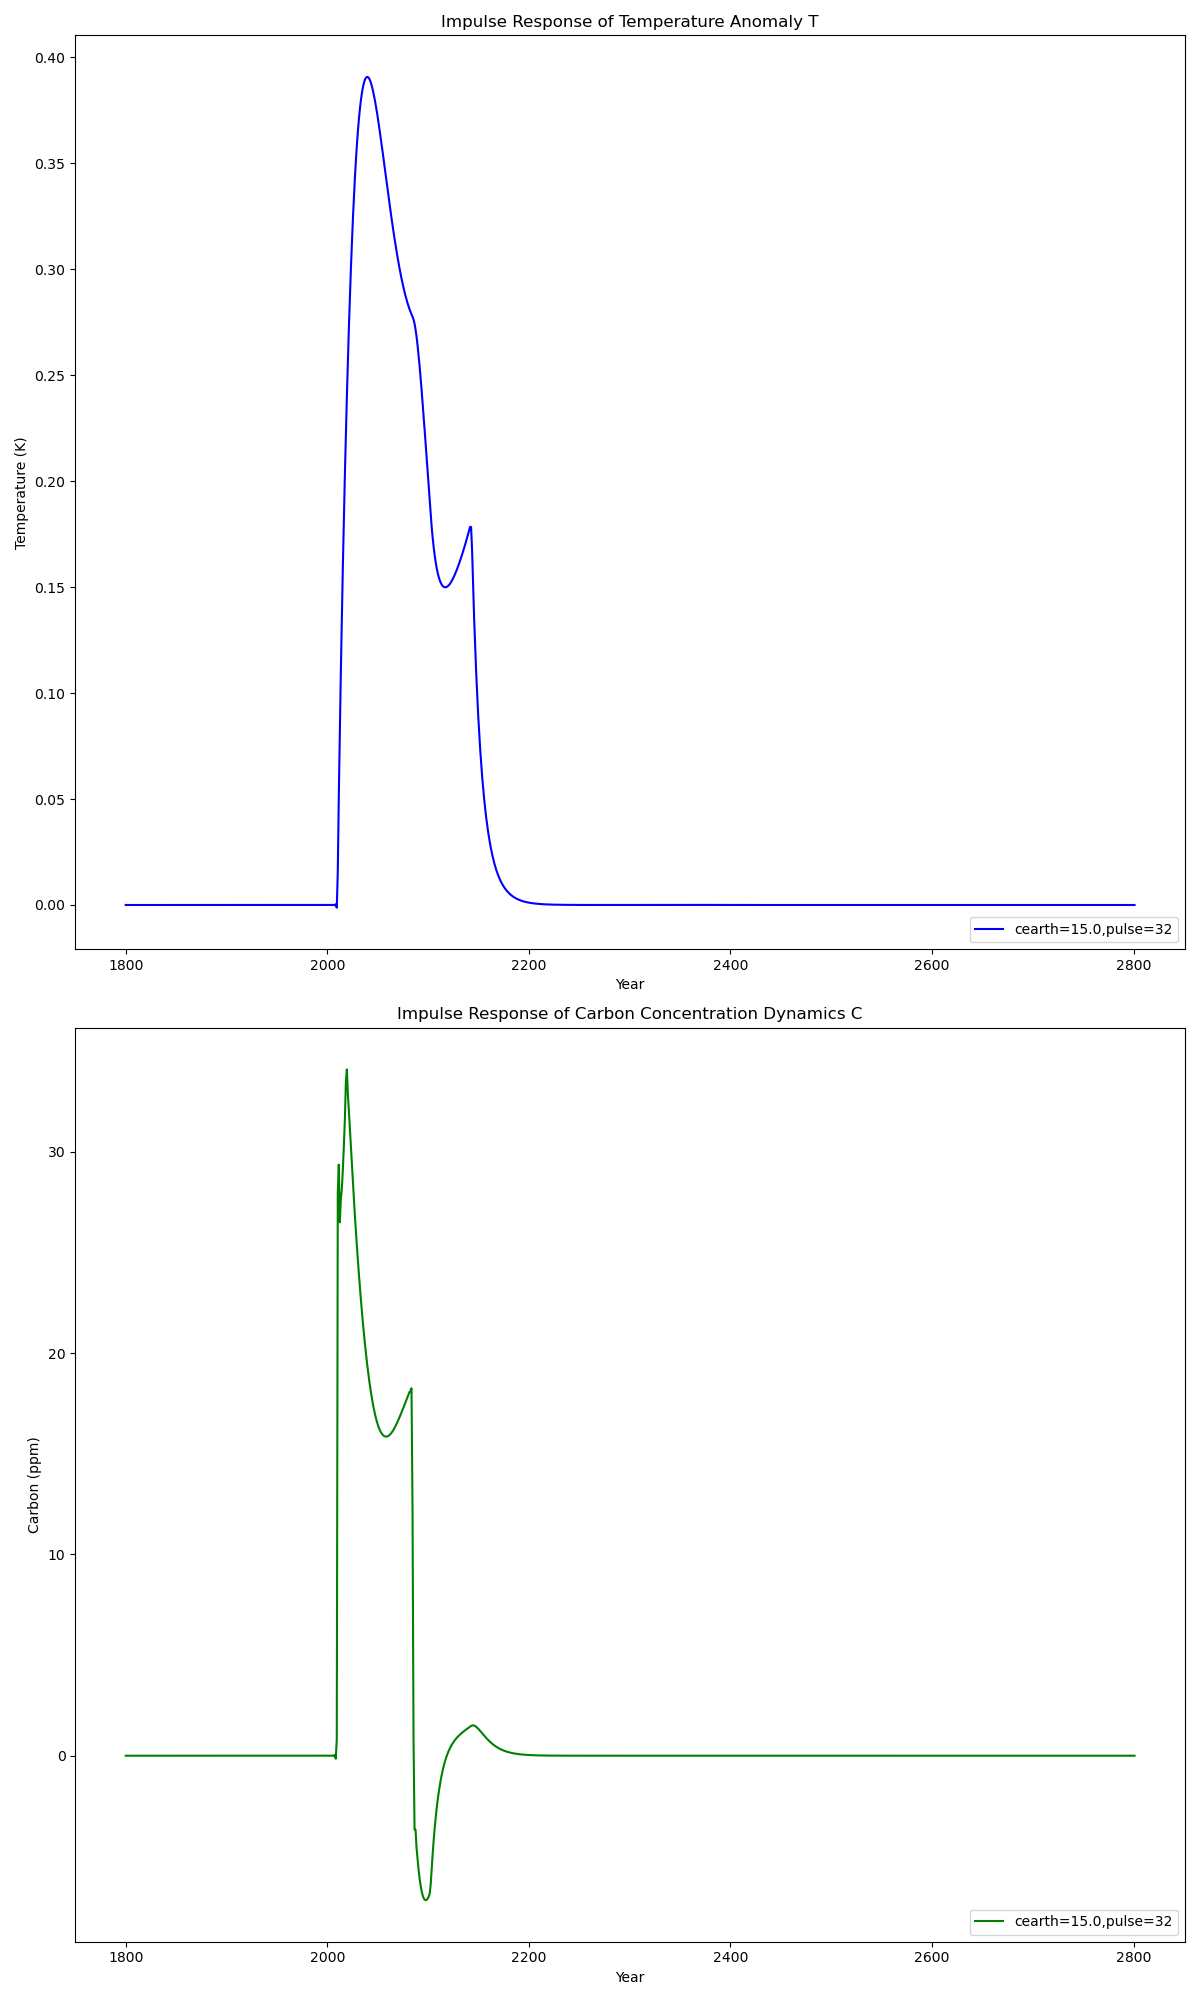 Impulse Response of Temperature Anomaly T
0.40
0.35
0.30
0.25
0.20
0.15
0.10
0.05
0.00
Temperature (K)
cearth=15.0,pulse=32
1800 2000 2200 2400 2600 2800
Year
Impulse Response of Carbon Concentration Dynamics C
30
20
10
0
Carbon (ppm)
cearth=15.0,pulse=32
1800 2000 2200 2400 2600 2800
Year